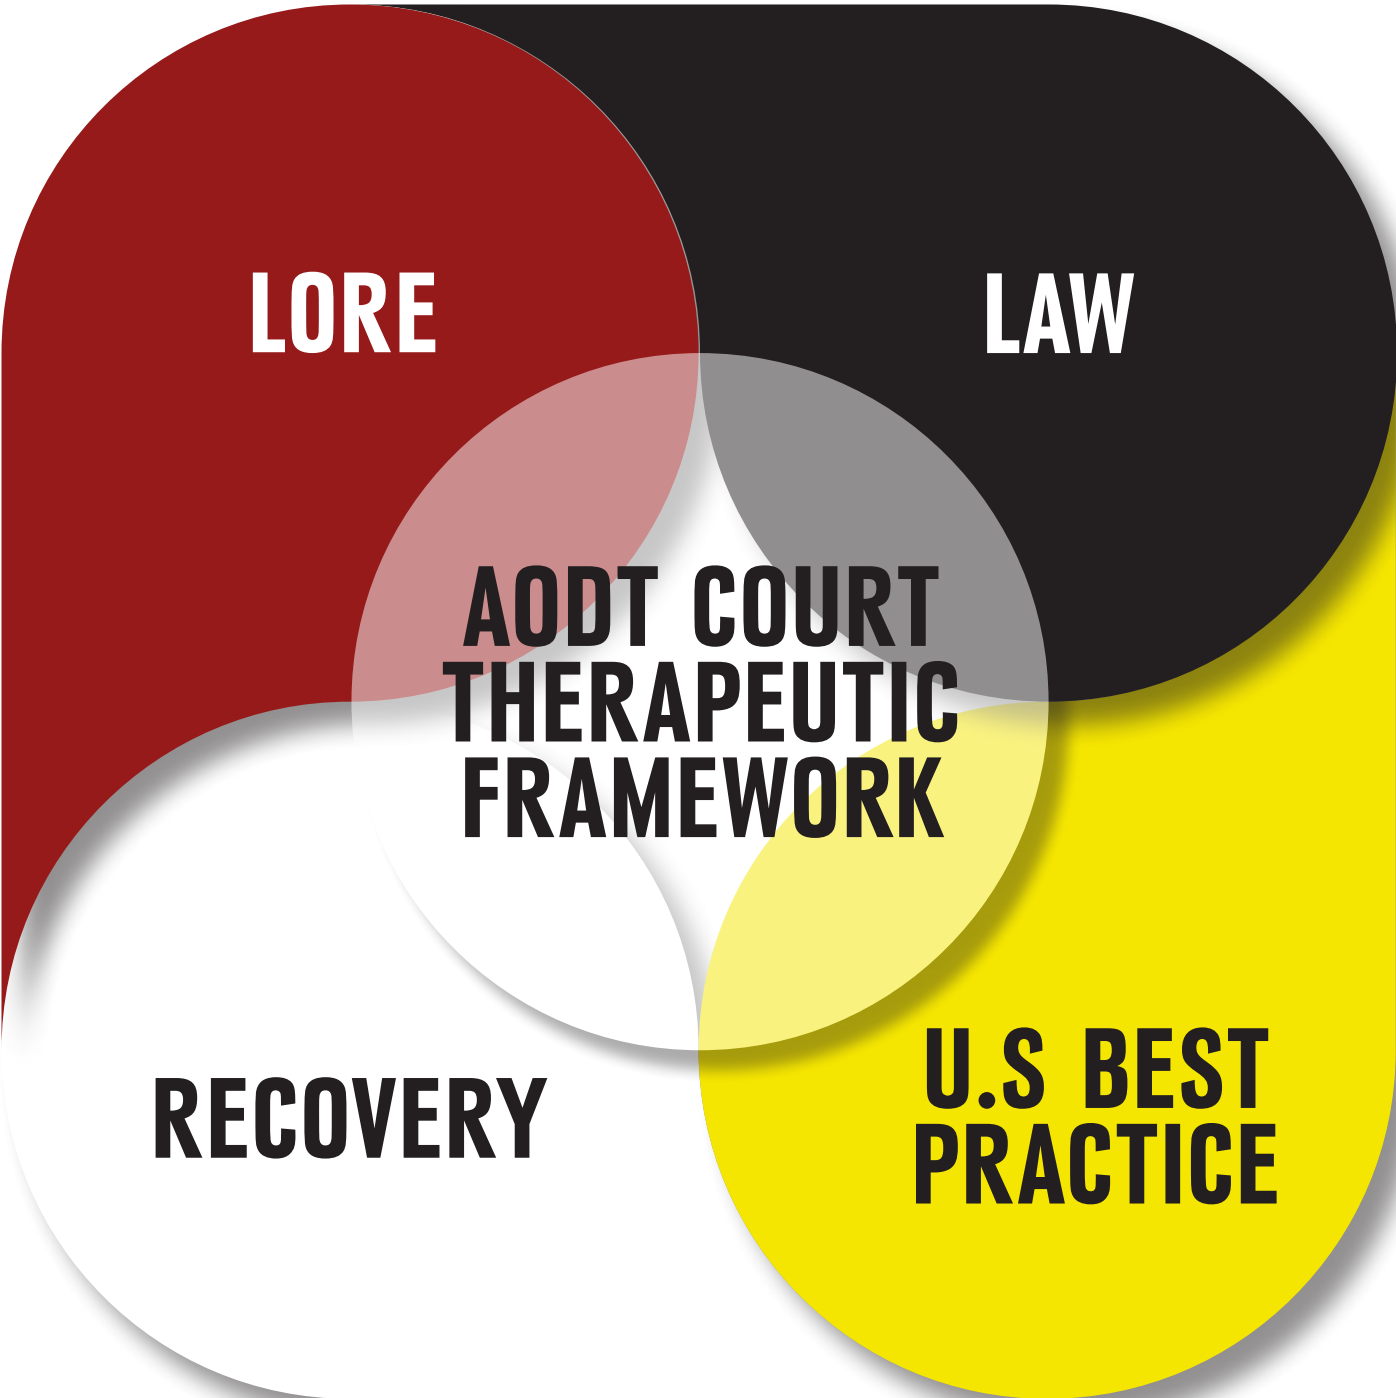 LORE
LAW
AODT COURT
THERAPEUTIC
FRAMEWORK
RECOVERY
U.S BEST
PRACTICE